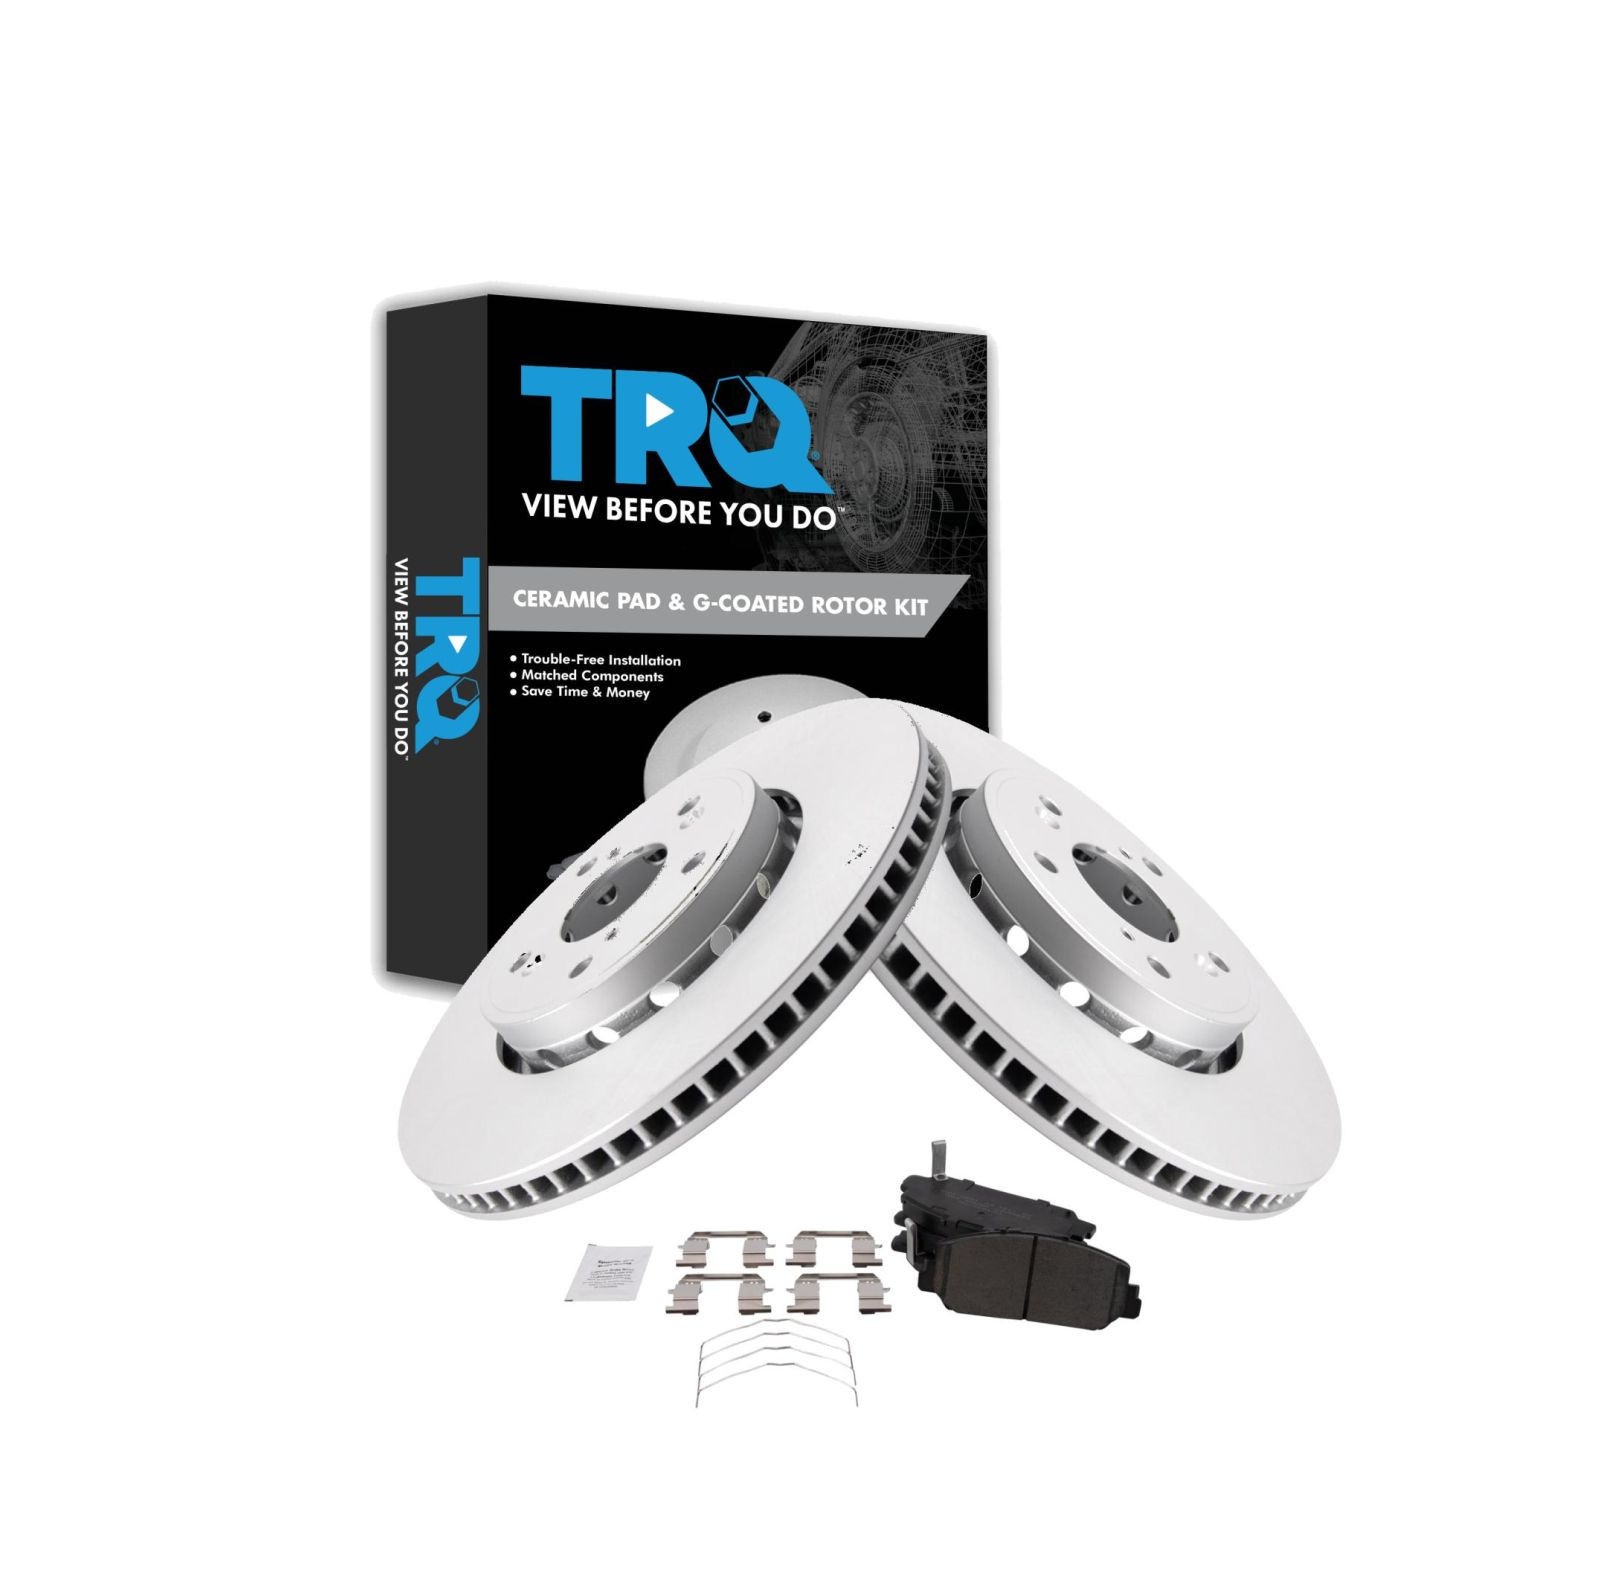 TRQ®
VIEW BEFORE YOU DO™
CERAMIC PAD & G-COATED ROTOR KIT
• Trouble-Free Installation
• Matched Components
• Save Time & Money
TRQ®
VIEW BEFORE YOU DO™